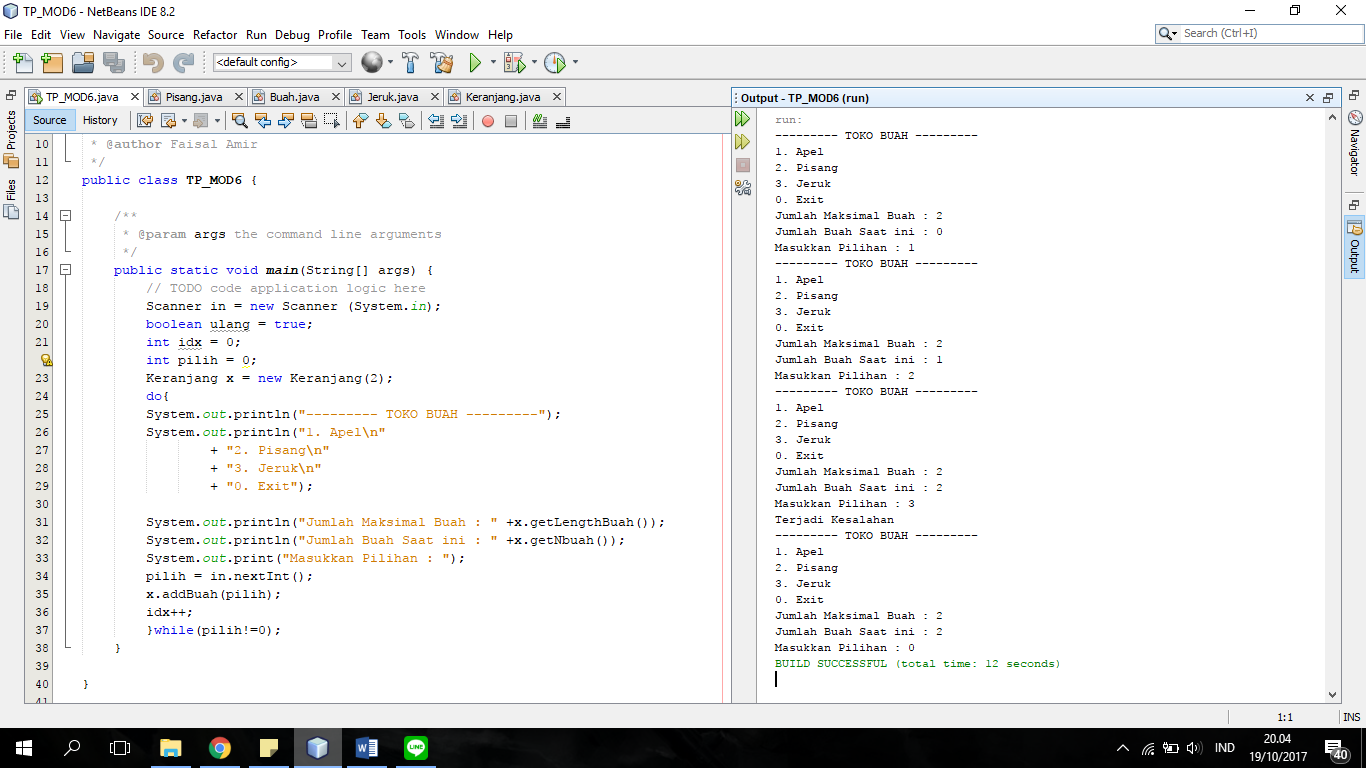 TP_MOD6 - NetBeans IDE 8.2
File Edit View Navigate Source Refactor Run Debug Profile Team Tools Window Help
Search (Ctrl+I)
<default config>
TP_MOD6.java Pisang.java Buah.java Jeruk.java Keranjang.java
Source History
Projects
Files
10 * @author Faisal Amir
11 */
12 public class TP_MOD6 {
13
14 /**
15 * @param args the command line arguments
16 */
17 public static void main(String[] args) {
18 // TODO code application logic here
19 Scanner in = new Scanner (System.in);
20 boolean ulang = true;
21 int idx = 0;
int pilih = 0;
23 Keranjang x = new Keranjang(2);
24 do{
25 System.out.println("--------- TOKO BUAH ---------");
26 System.out.println("1. Apel\n"
27 + "2. Pisang\n"
28 + "3. Jeruk\n"
29 + "0. Exit");
30
31 System.out.println("Jumlah Maksimal Buah : " +x.getLengthBuah());
32 System.out.println("Jumlah Buah Saat ini : " +x.getNbuah());
33 System.out.print("Masukkan Pilihan : ");
34 pilih = in.nextInt();
35 x.addBuah(pilih);
36 idx++;
37 }while(pilih!=0);
38 }
39
40 }
41
Output - TP_MOD6 (run)
run:
--------- TOKO BUAH ---------
1. Apel
2. Pisang
3. Jeruk
0. Exit
Jumlah Maksimal Buah : 2
Jumlah Buah Saat ini : 0
Masukkan Pilihan : 1
--------- TOKO BUAH ---------
1. Apel
2. Pisang
3. Jeruk
0. Exit
Jumlah Maksimal Buah : 2
Jumlah Buah Saat ini : 1
Masukkan Pilihan : 2
--------- TOKO BUAH ---------
1. Apel
2. Pisang
3. Jeruk
0. Exit
Jumlah Maksimal Buah : 2
Jumlah Buah Saat ini : 2
Masukkan Pilihan : 3
Terjadi Kesalahan
--------- TOKO BUAH ---------
1. Apel
2. Pisang
3. Jeruk
0. Exit
Jumlah Maksimal Buah : 2
Jumlah Buah Saat ini : 2
Masukkan Pilihan : 0
BUILD SUCCESSFUL (total time: 12 seconds)
Navigator
Output
1:1 INS
LINE
IND
20.04
19/10/2017
40